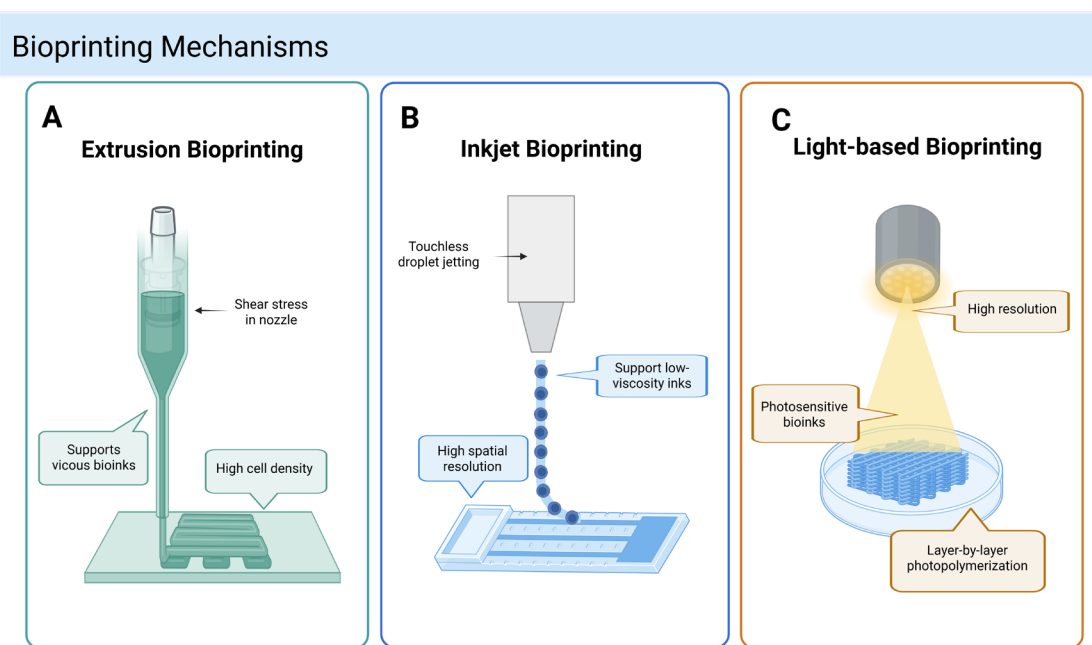 Bioprinting Mechanisms
A
Extrusion Bioprinting
Shear stress
in nozzle
Supports
vicous bioinks
High cell density
B
Inkjet Bioprinting
Touchless
droplet jetting
Support low-
viscosity inks
High spatial
resolution
C
Light-based Bioprinting
High resolution
Photosensitive
bioinks
Layer-by-layer
photopolymerization